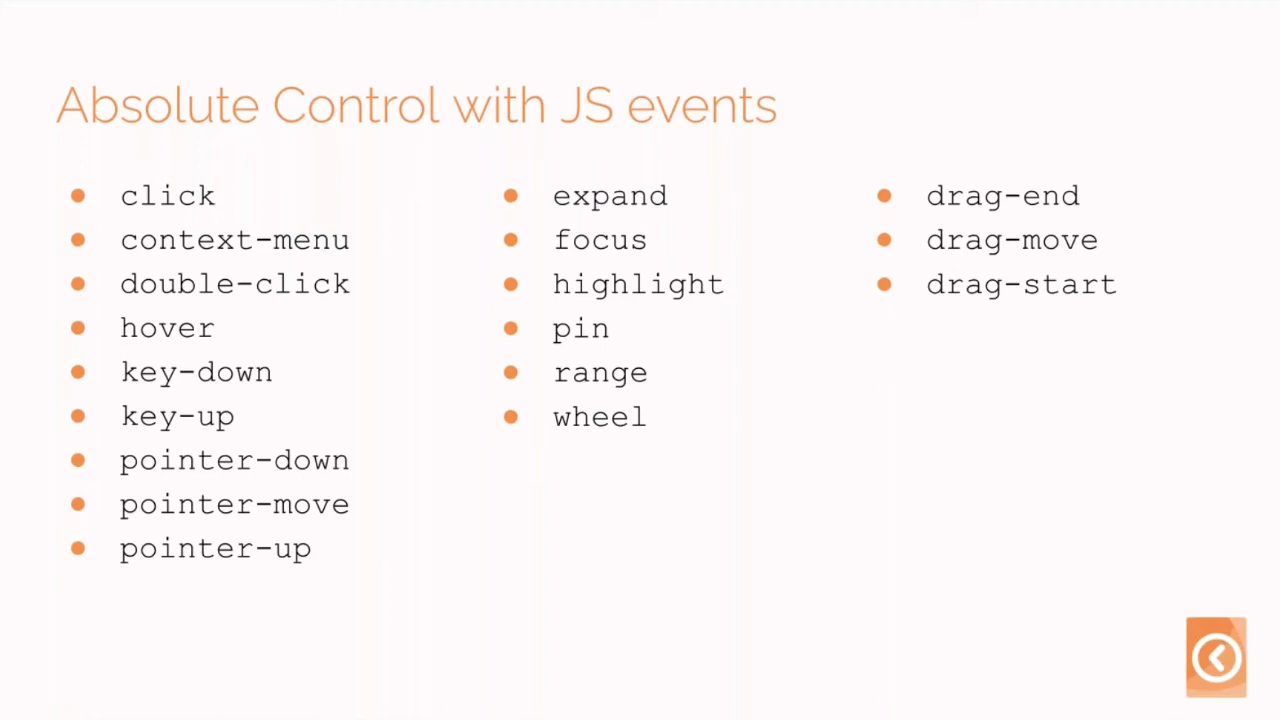 Absolute Control with JS events
click
context-menu
double-click
hover
key-down
key-up
pointer-down
pointer-move
pointer-up
expand
focus
highlight
pin
range
wheel
drag-end
drag-move
drag-start